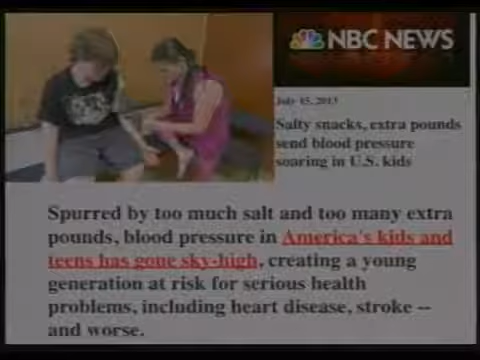 NBC NEWS
July 15, 2013
Salty snacks, extra pounds
send blood pressure
soaring in U.S. kids
Spurred by too much salt and too many extra
pounds, blood pressure in America's kids and
teens has gone sky-high, creating a young
generation at risk for serious health
problems, including heart disease, stroke --
and worse.